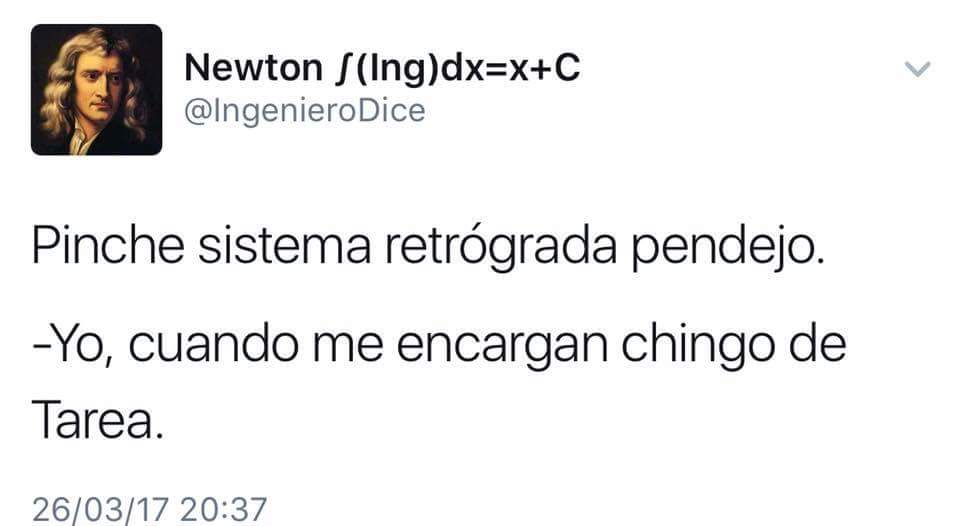 Newton ∫(Ing)dx=x+C
@IngenieroDice
Pinche sistema retrógrada pendejo.
-Yo, cuando me encargan chingo de
Tarea.
26/03/17 20:37